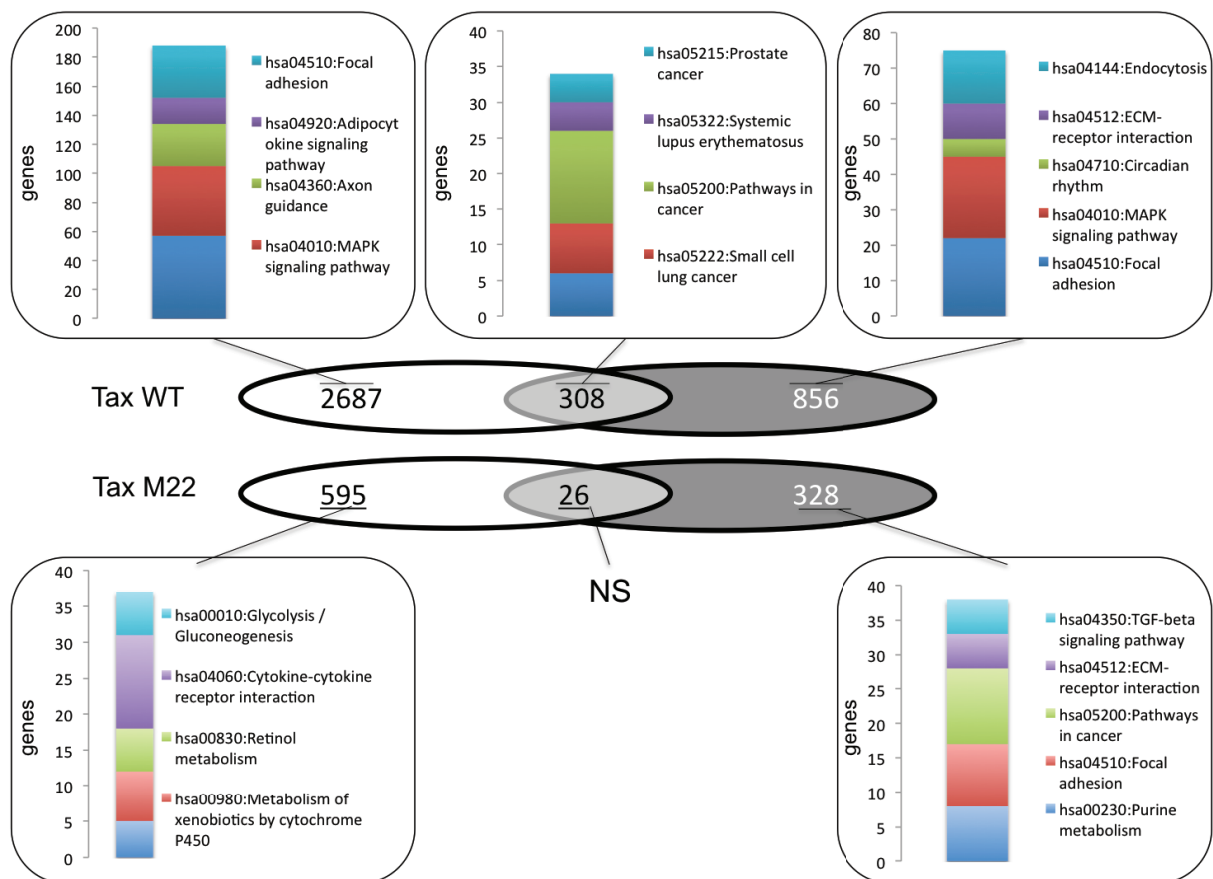 200
180
160
140
120
100
80
60
40
20
0
genes
hsa04510:Focal
adhesion
hsa04920:Adipocyt
okine signaling
pathway
hsa04360:Axon
guidance
hsa04010:MAPK
signaling pathway
40
35
30
25
20
15
10
5
0
genes
hsa05215:Prostate
cancer
hsa05322:Systemic
lupus erythematosus
hsa05200:Pathways in
cancer
hsa05222:Small cell
lung cancer
80
70
60
50
40
30
20
10
0
genes
hsa04144:Endocytosis
hsa04512:ECM-
receptor interaction
hsa04710:Circadian
rhythm
hsa04010:MAPK
signaling pathway
hsa04510:Focal
adhesion
Tax WT
2687
308
856
Tax M22
595
26
328
NS
40
35
30
25
20
15
10
5
0
genes
hsa00010:Glycolysis /
Gluconeogenesis
hsa04060:Cytokine-cytokine
receptor interaction
hsa00830:Retinol
metabolism
hsa00980:Metabolism of
xenobiotics by cytochrome
P450
40
35
30
25
20
15
10
5
0
genes
hsa04350:TGF-beta
signaling pathway
hsa04512:ECM-
receptor interaction
hsa05200:Pathways
in cancer
hsa04510:Focal
adhesion
hsa00230:Purine
metabolism